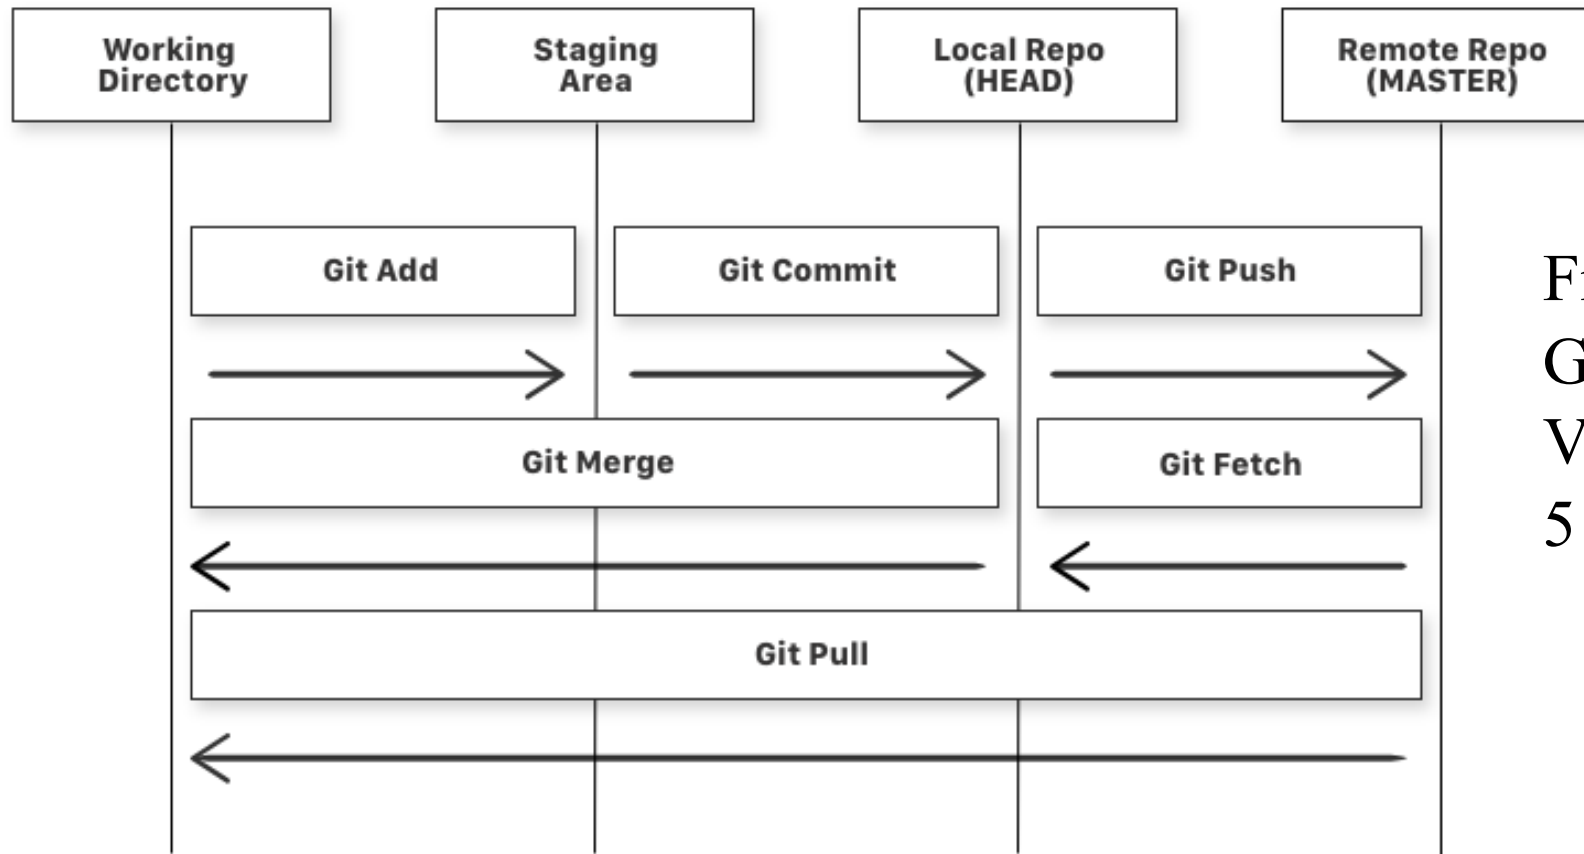 Working
Directory
Staging
Area
Local Repo
(HEAD)
Remote Repo
(MASTER)
Git Add
Git Commit
Git Push
Git Merge
Git Fetch
Git Pull
5